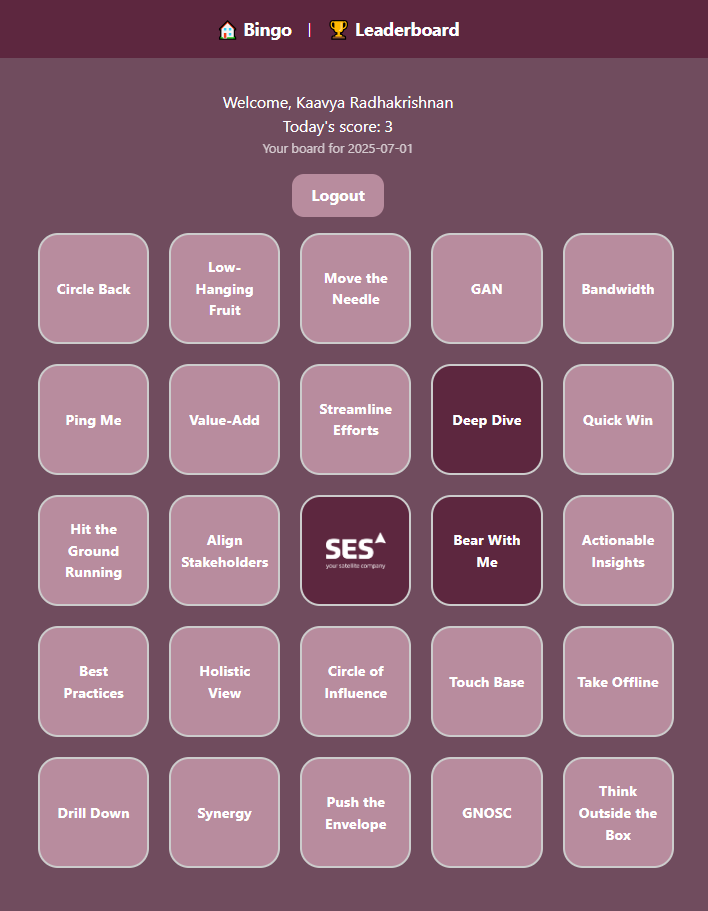 Bingo | Leaderboard
Welcome, Kaavya Radhakrishnan
Today's score: 3
Your board for 2025-07-01
Logout
Circle Back
Low-
Hanging
Fruit
Move the
Needle
GAN
Bandwidth
Ping Me
Value-Add
Streamline
Efforts
Deep Dive
Quick Win
Hit the
Ground
Running
Align
Stakeholders
SES
your satellite company
Bear With
Me
Actionable
Insights
Best
Practices
Holistic
View
Circle of
Influence
Touch Base
Take Offline
Drill Down
Synergy
Push the
Envelope
GNOSC
Think
Outside the
Box